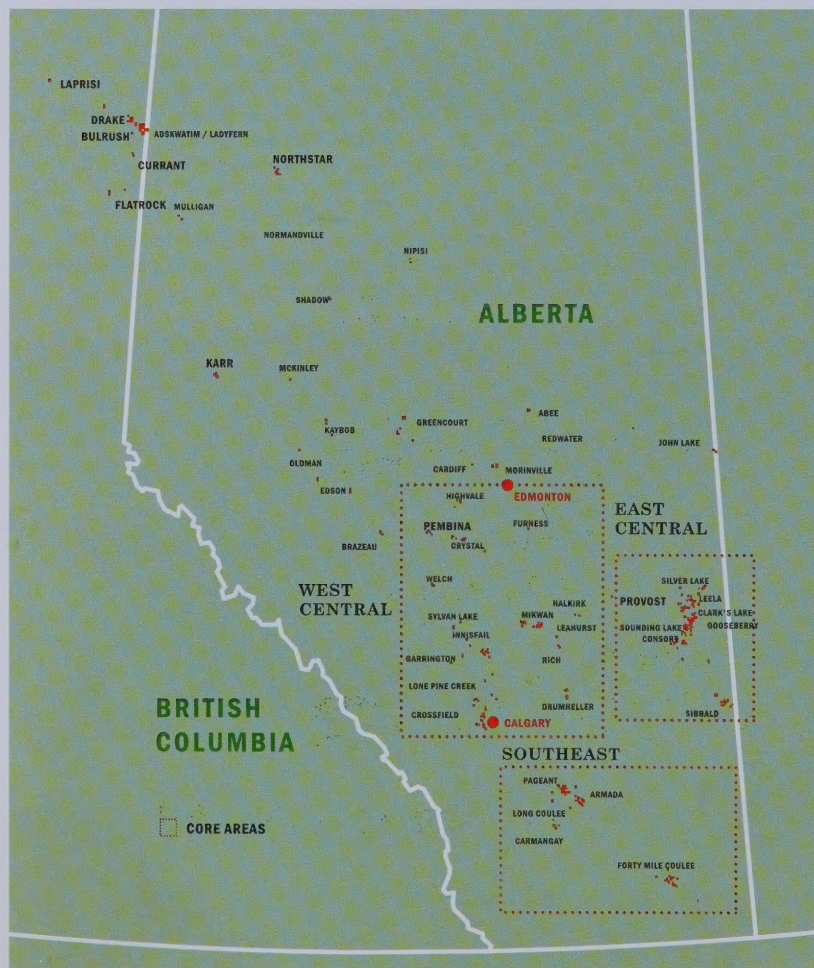 LAPRISI
DRAKE
BULRUSH
ADSKWATIM / LADYFERN
CURRANT
NORTHSTAR
FLATROCK
MULLIGAN
NORMANDVILLE
NIPISI
SHADOW
ALBERTA
KARR
MCKINLEY
GREENCOURT
ABEE
KAYBOB
REDWATER
JOHN LAKE
OLDMAN
CARDIFF
MORINVILLE
EDSON
HIGHVALE
EDMONTON
EAST
CENTRAL
PEMBINA
FURNESS
BRAZEAU
CRYSTAL
WELCH
WEST
CENTRAL
SILVER LAKE
PROVOST
LEELA
CLARK'S LAKE
GOOSEBERRY
SOUNDING LAKE
CONSORT
HALKIRK
SYLVAN LAKE
MIKWAN
LEAHURST
INNISFAIL
GARRINGTON
RICH
LONE PINE CREEK
DRUMHELLER
CROSSFIELD
CALGARY
SIBBALD
BRITISH
COLUMBIA
SOUTHEAST
PAGEANT
ARMADA
LONG COULEE
CARMANGAY
CORE AREAS
FORTY MILE COULEE